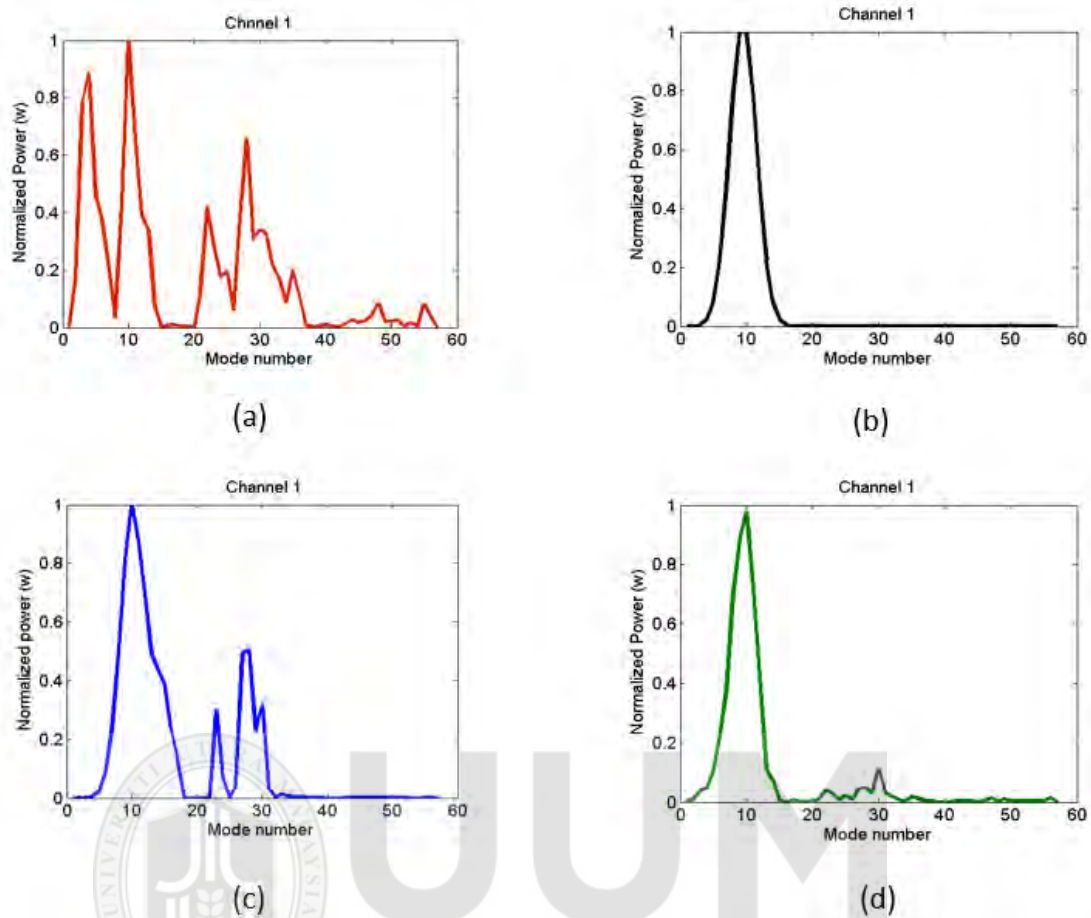 Chnnel 1
Normalized Power (w)
1
0.8
0.6
0.4
0.2
0
0 10 20 30 40 50 60
Mode number
(a)
Channel 1
Normalized Power (w)
1
0.8
0.6
0.4
0.2
0
0 10 20 30 40 50 60
Mode number
(b)
Channel 1
Normalized power (w)
1
0.8
0.6
0.4
0.2
0
0 10 20 30 40 50 60
Mode number
(c)
Channel 1
Normalized Power (w)
1
0.8
0.6
0.4
0.2
0
0 10 20 30 40 50 60
Mode number
(d)
UUM